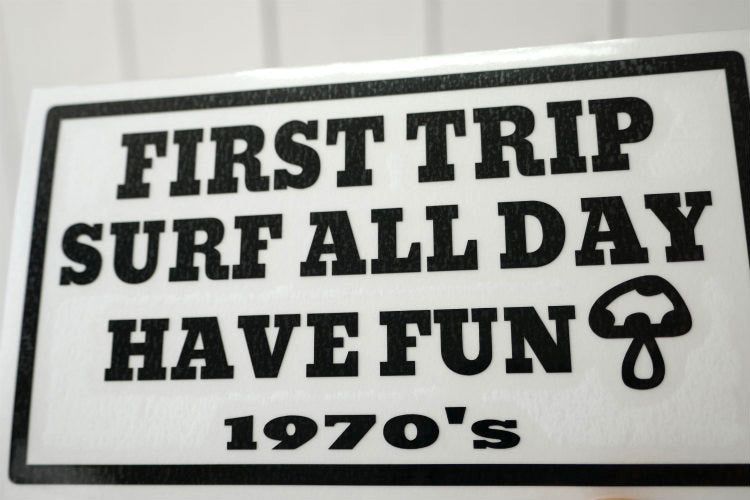 FIRST TRIP
SURF ALL DAY
HAVE FUN
1970's